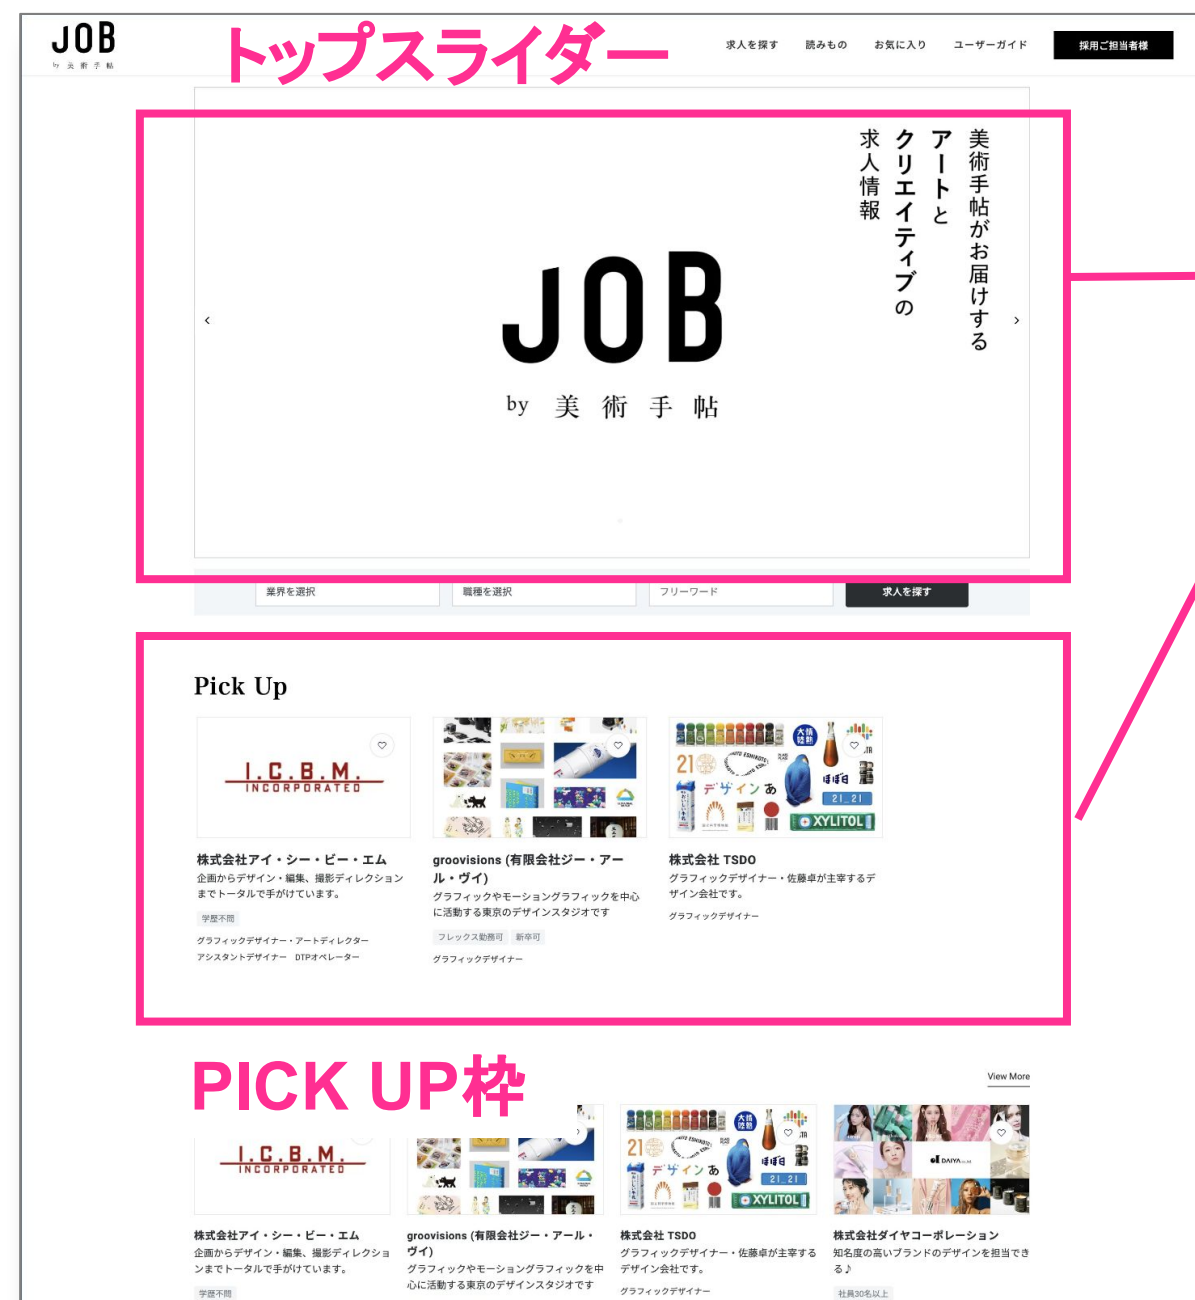 JOB
by 美術手帖
トップスライダー
求人を探す 読みもの お気に入り ユーザーガイド 採用ご担当者様
美術手帖がお届けする
アートと
クリエイティブの
求人情報
JOB
by 美術手帖
業界を選択 職種を選択 フリーワード 求人を探す
Pick Up
I.C.B.M.
INCORPORATED
21
デザインあ
大情熱陸
ほぼ日
21_21
XYLITOL
株式会社アイ・シー・ビー・エム
企画からデザイン・編集、撮影ディレクション
までトータルで手がけています。
学歴不問
グラフィックデザイナー・アートディレクター
アシスタントデザイナー DTPオペレーター
groovisions (有限会社ジー・アー
ル・ヴイ)
グラフィックやモーショングラフィックを中心
に活動する東京のデザインスタジオです
フレックス勤務可 新卒可
グラフィックデザイナー
株式会社 TSDO
グラフィックデザイナー・佐藤卓が主宰するデ
ザイン会社です。
グラフィックデザイナー
PICK UP枠
View More
I.C.B.M.
INCORPORATED
21
デザインあ
ほぼ日
21_21
XYLITOL
DAIYA
株式会社アイ・シー・ビー・エム
企画からデザイン・編集、撮影ディレクショ
ンまでトータルで手がけています。
学歴不問
groovisions (有限会社ジー・アール・
ヴイ)
グラフィックやモーショングラフィックを中
心に活動する東京のデザインスタジオです
株式会社 TSDO
グラフィックデザイナー・佐藤卓が主宰する
デザイン会社です。
グラフィックデザイナー
株式会社ダイヤコーポレーション
知名度の高いブランドのデザインを担当でき
る♪
社員30名以上